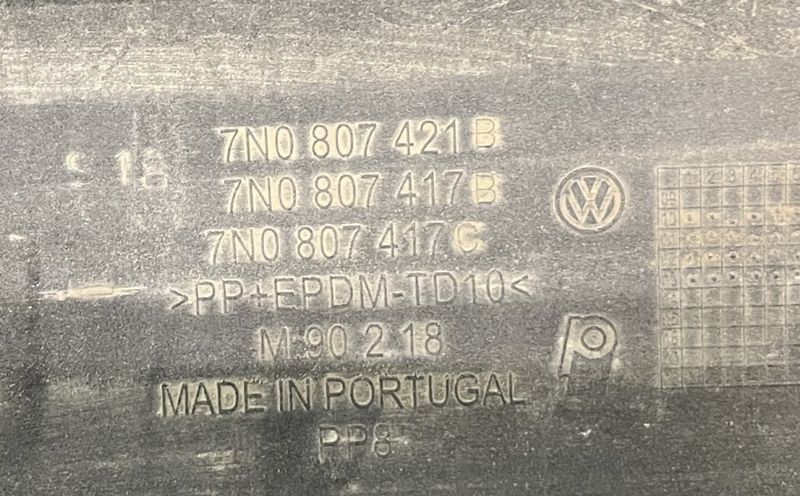 7N0 807 421 B
S 18
7N0 807 417 B
7N0 807 417 C
>PP+EPDM-TD10<
M 90 2 18
MADE IN PORTUGAL
PP8